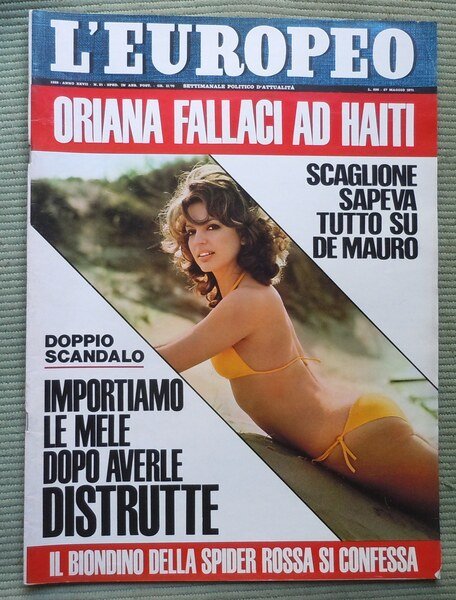 L'EUROPEO
SETTIMANALE POLITICO D'ATTUALITÀ
ORIANA FALLACI AD HAITI
SCAGLIONE
SAPEVA
TUTTO SU
DE MAURO
DOPPIO
SCANDALO
IMPORTIAMO
LE MELE
DOPO AVERLE
DISTRUTTE
IL BIONDINO DELLA SPIDER ROSSA SI CONFESSA